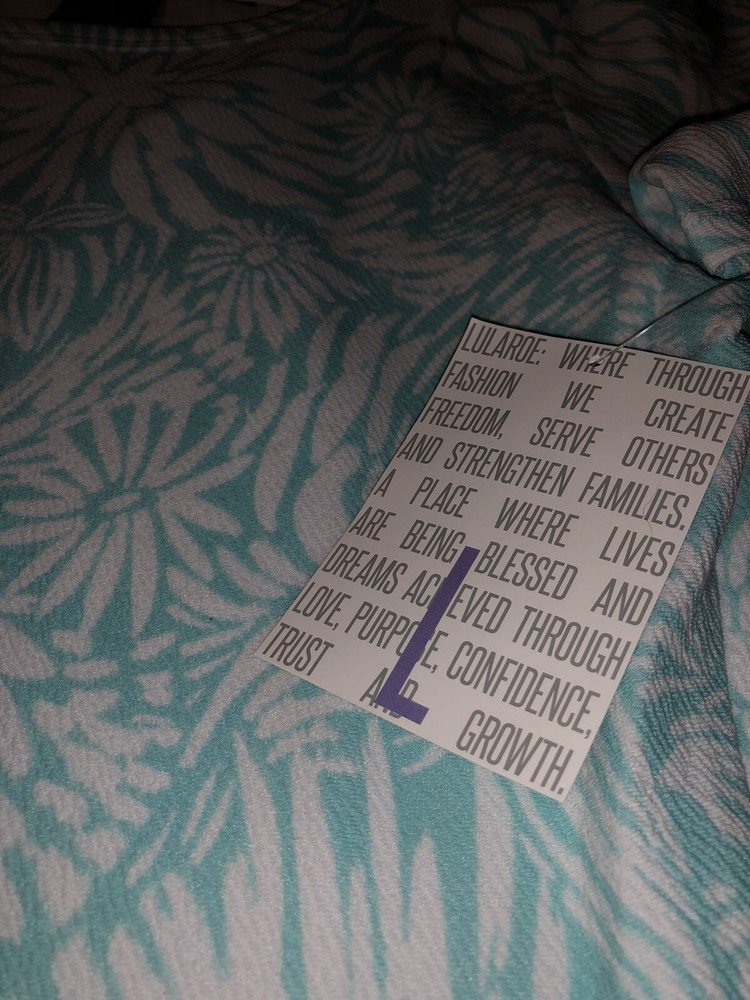 LULAROE: WHERE THROUGH
FASHION WE CREATE
FREEDOM, SERVE OTHERS
AND STRENGTHEN FAMILIES.
A PLACE WHERE LIVES
ARE BEING BLESSED AND
DREAMS ACHIEVED THROUGH
LOVE, PURPOSE, CONFIDENCE,
TRUST AND GROWTH.
L